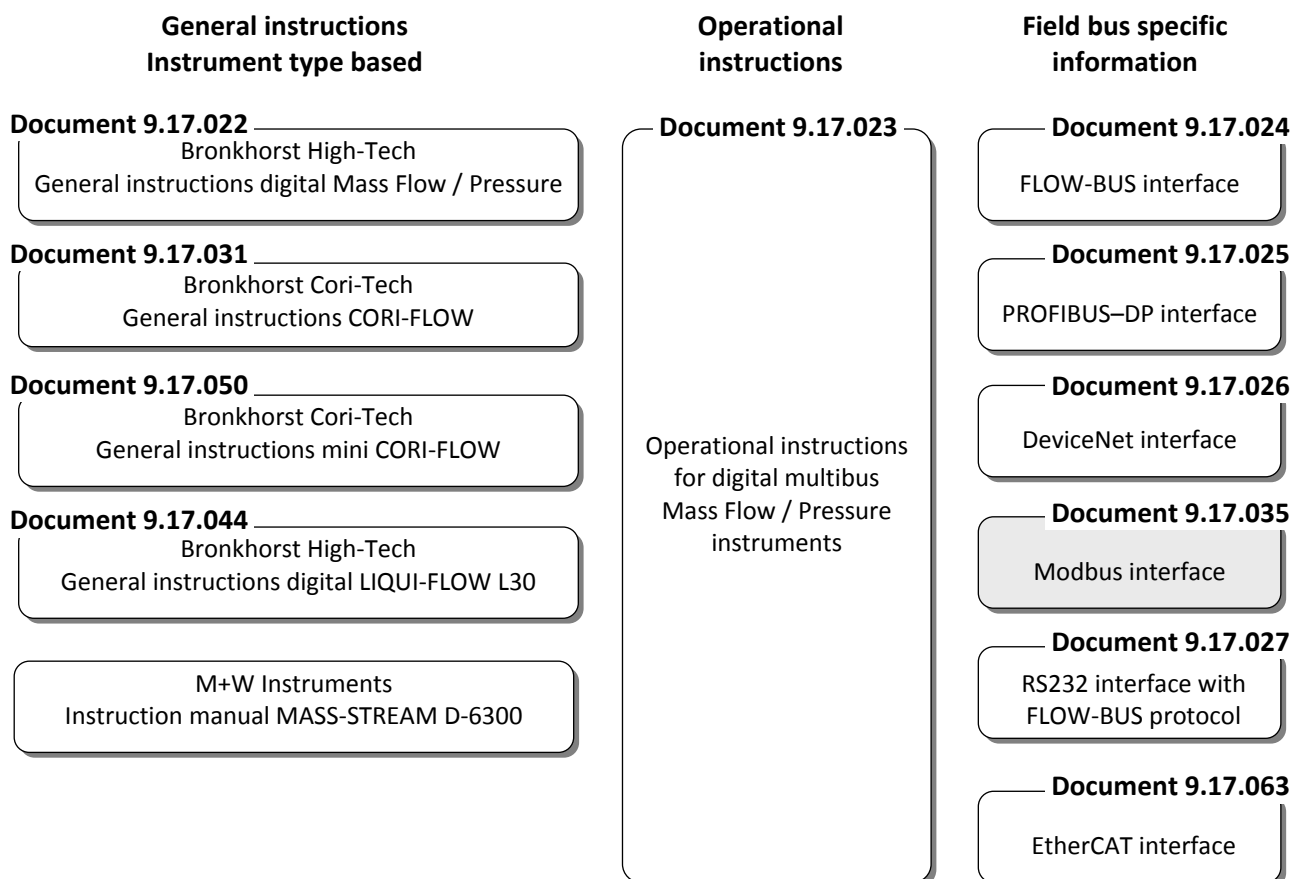 General instructions
Instrument type based
Document 9.17.022
Bronkhorst High-Tech
General instructions digital Mass Flow / Pressure
Document 9.17.031
Bronkhorst Cori-Tech
General instructions CORI-FLOW
Document 9.17.050
Bronkhorst Cori-Tech
General instructions mini CORI-FLOW
Document 9.17.044
Bronkhorst High-Tech
General instructions digital LIQUI-FLOW L30
M+W Instruments
Instruction manual MASS-STREAM D-6300
Operational
instructions
Document 9.17.023
Operational instructions
for digital multibus
Mass Flow / Pressure
instruments
Field bus specific
information
Document 9.17.024
FLOW-BUS interface
Document 9.17.025
PROFIBUS–DP interface
Document 9.17.026
DeviceNet interface
Document 9.17.035
Modbus interface
Document 9.17.027
RS232 interface with
FLOW-BUS protocol
Document 9.17.063
EtherCAT interface